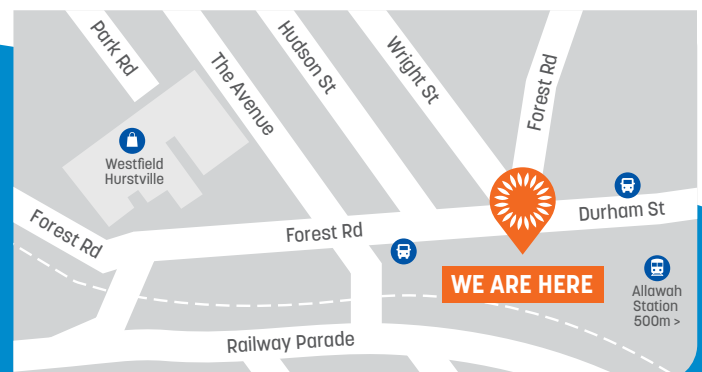 Park Rd
The Avenue
Hudson St
Wright St
Forest Rd
Westfield
Hurstville
Forest Rd
Forest Rd
Durham St
WE ARE HERE
Allawah
Station
500m >
Railway Parade